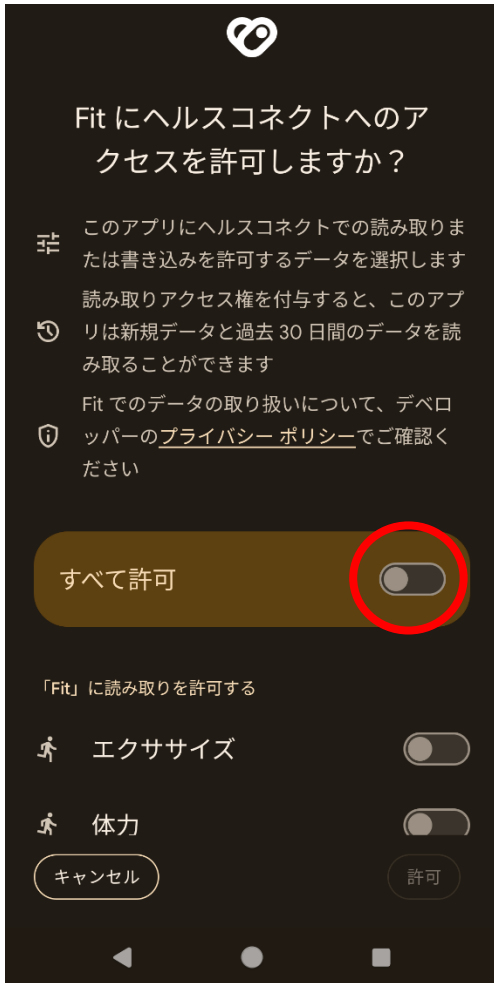 Fit にヘルスコネクトへのア
クセスを許可しますか？
このアプリにヘルスコネクトでの読み取りま
たは書き込みを許可するデータを選択します
読み取りアクセス権を付与すると、このアプ
リは新規データと過去 30 日間のデータを読
み取ることができます
Fit でのデータの取り扱いについて、デベロ
ッパーのプライバシー ポリシーでご確認く
ださい
すべて許可
「Fit」に読み取りを許可する
エクササイズ
体力
キャンセル
許可